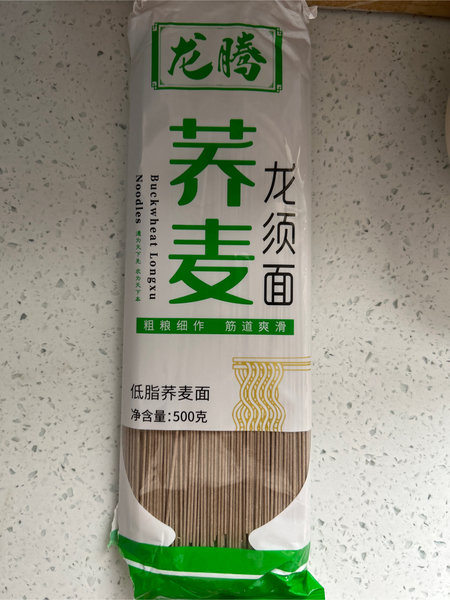 龙腾
荞麦
龙须面
Buckwheat Longxu
Noodles
粗粮细作 筋道爽滑
低脂荞麦面
净含量:500克